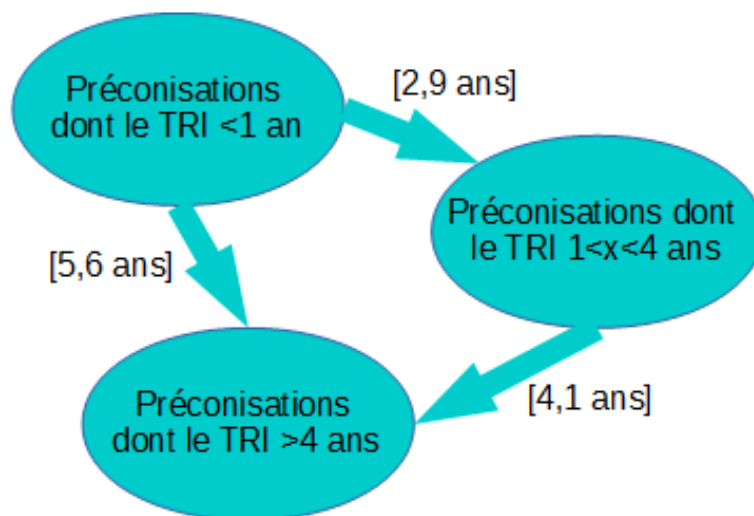 Préconisations
dont le TRI <1 an
[2,9 ans]
Préconisations dont
le TRI 1<x<4 ans
[5,6 ans]
[4,1 ans]
Préconisations
dont le TRI >4 ans